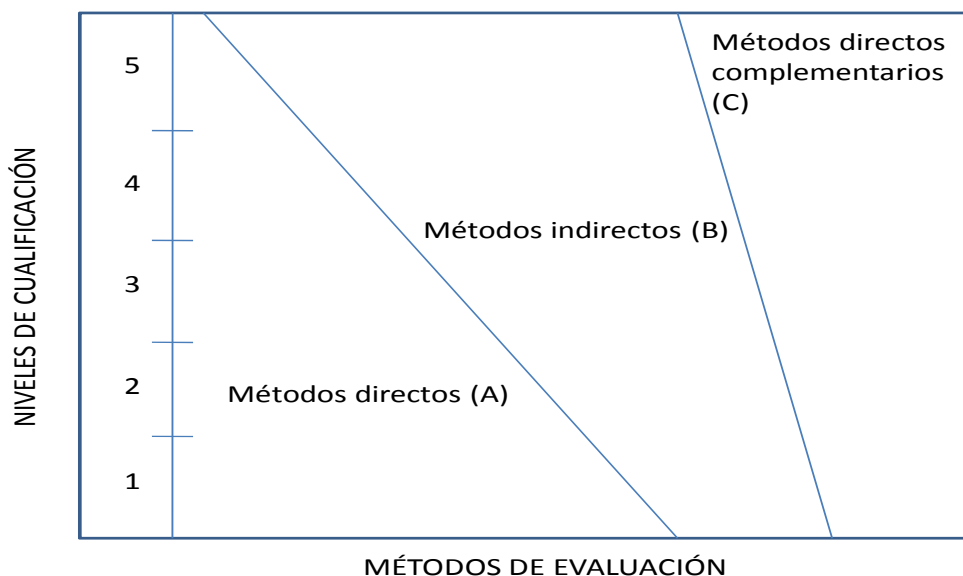 NIVELES DE CUALIFICACIÓN
5
4
3
2
1
Métodos directos
complementarios
(C)
Métodos indirectos (B)
Métodos directos (A)
MÉTODOS DE EVALUACIÓN